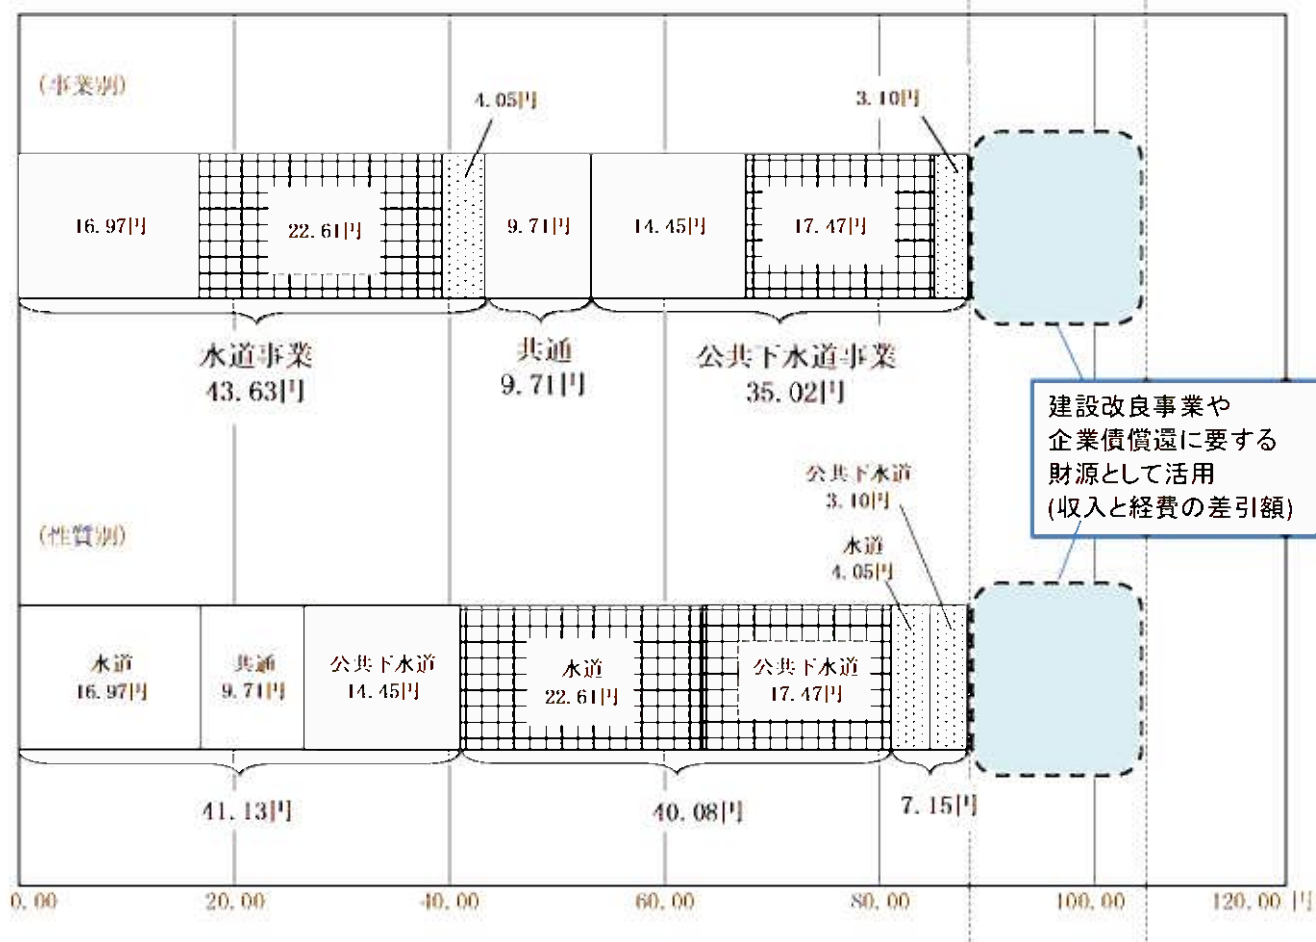 (事業別)
4.05円
3.10円
16.97円
22.61円
9.71円
14.45円
17.47円
水道事業
43.63円
共通
9.71円
公共下水道事業
35.02円
建設改良事業や
企業債償還に要する
財源として活用
(収入と経費の差引額)
(性質別)
公共下水道
3.10円
水道
4.05円
水道
16.97円
共通
9.71円
公共下水道
14.45円
水道
22.61円
公共下水道
17.47円
41.13円
40.08円
7.15円
0.00
20.00
40.00
60.00
80.00
100.00
120.00 円